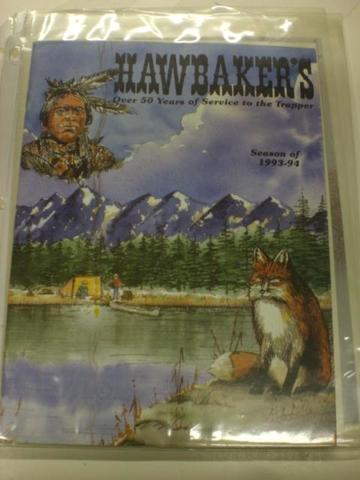 HAWBAKER'S
Over 50 Years of Service to the Trapper
Season of
1993-94